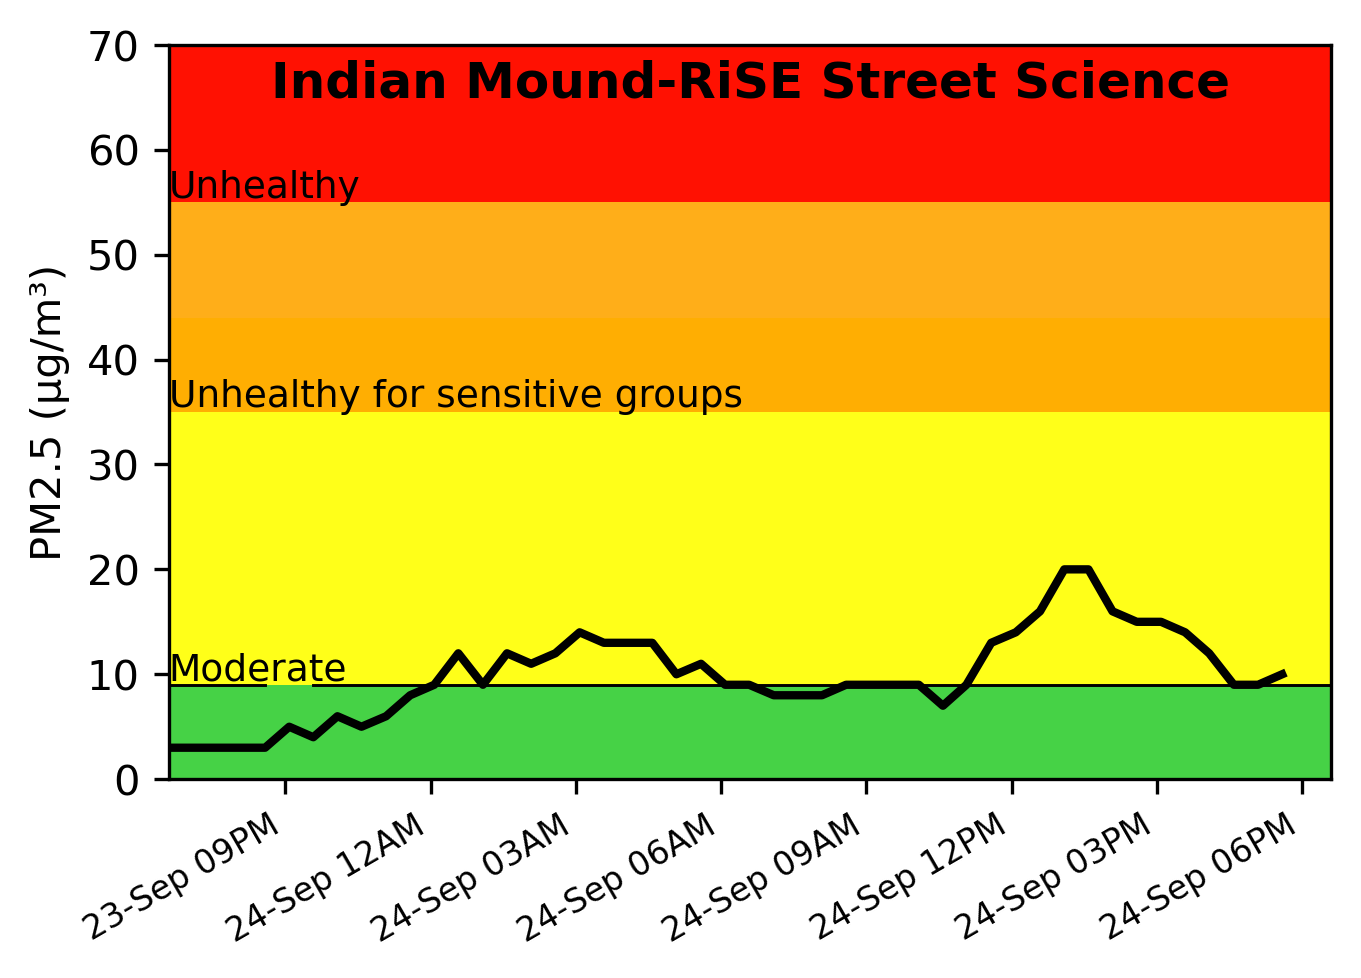 Indian Mound-RiSE Street Science
PM2.5 (μg/m³)
70
60
50
40
30
20
10
0
Unhealthy
Unhealthy for sensitive groups
Moderate
23-Sep 09PM
24-Sep 12AM
24-Sep 03AM
24-Sep 06AM
24-Sep 09AM
24-Sep 12PM
24-Sep 03PM
24-Sep 06PM